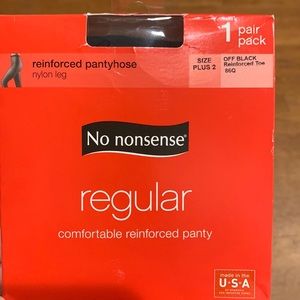 1 pair
pack
reinforced pantyhose
nylon leg
SIZE
PLUS 2
OFF BLACK
Reinforced Toe
86Q
No nonsense®
regular
comfortable reinforced panty
made in the
U·S·A